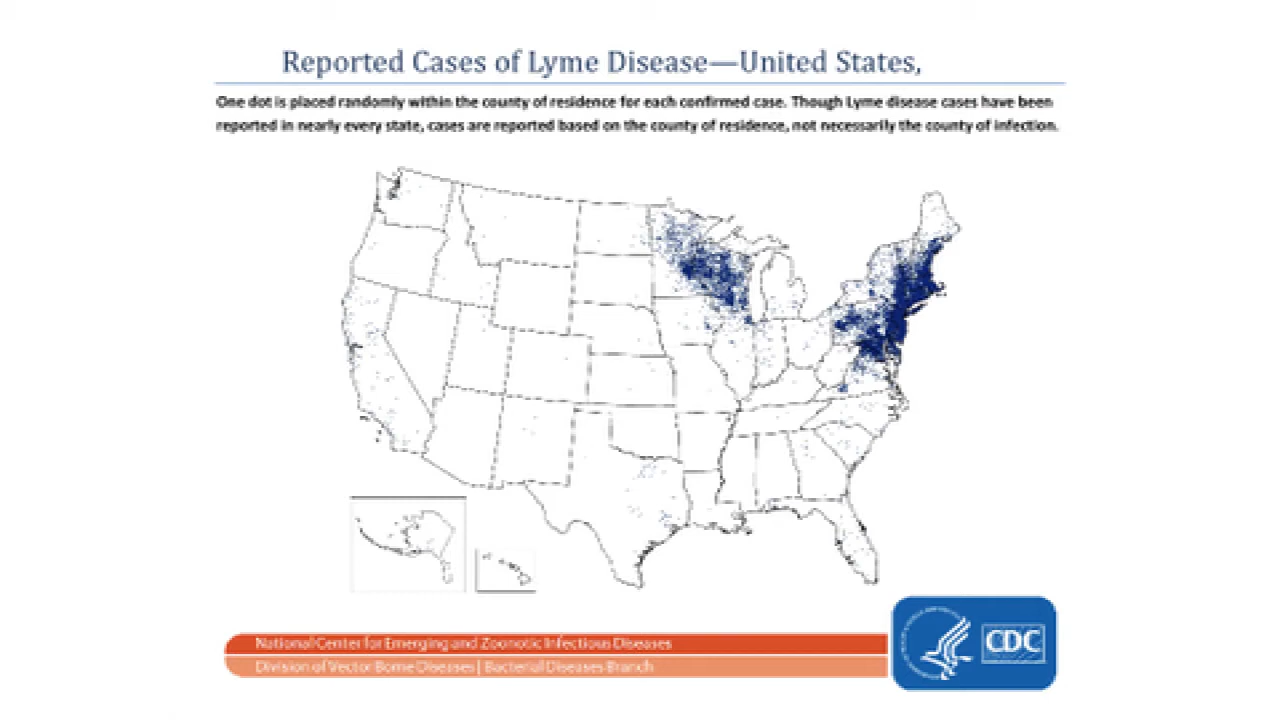 Reported Cases of Lyme Disease—United States,
One dot is placed randomly within the county of residence for each confirmed case. Though Lyme disease cases have been
reported in nearly every state, cases are reported based on the county of residence, not necessarily the county of infection.
National Center for Emerging and Zoonotic Infectious Diseases
Division of Vector Borne Diseases | Bacterial Diseases Branch
CDC